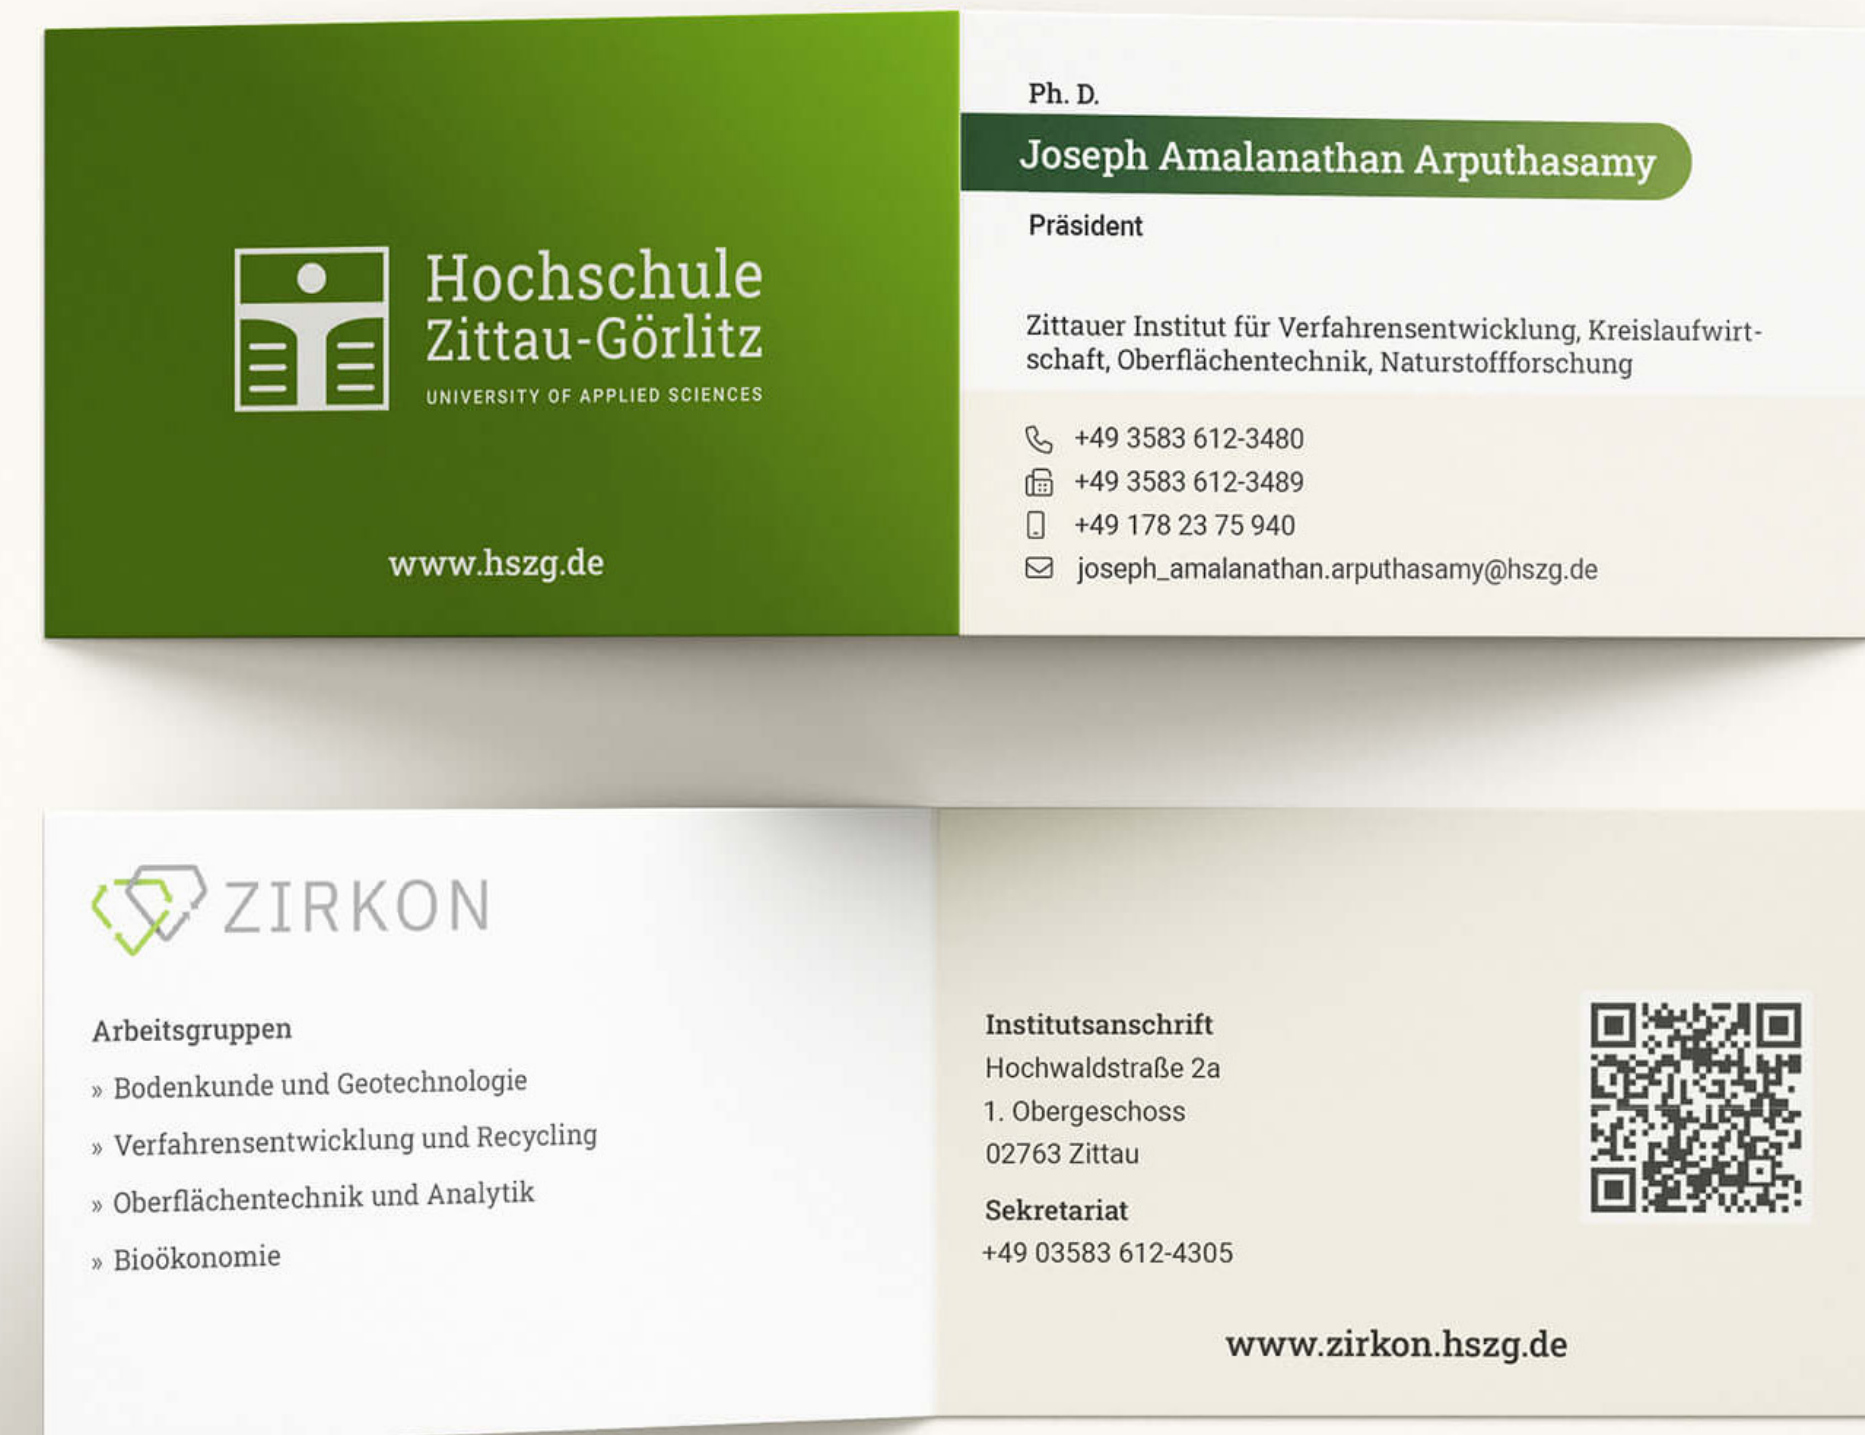 Hochschule
Zittau-Görlitz
UNIVERSITY OF APPLIED SCIENCES
www.hszg.de
Ph. D.
Joseph Amalanathan Arputhasamy
Präsident
Zittauer Institut für Verfahrensentwicklung, Kreislaufwirt-
schaft, Oberflächentechnik, Naturstoffforschung
+49 3583 612-3480
+49 3583 612-3489
+49 178 23 75 940
joseph_amalanathan.arputhasamy@hszg.de
ZIRKON
Arbeitsgruppen
» Bodenkunde und Geotechnologie
» Verfahrensentwicklung und Recycling
» Oberflächentechnik und Analytik
» Bioökonomie
Institutsanschrift
Hochwaldstraße 2a
1. Obergeschoss
02763 Zittau
Sekretariat
+49 03583 612-4305
www.zirkon.hszg.de